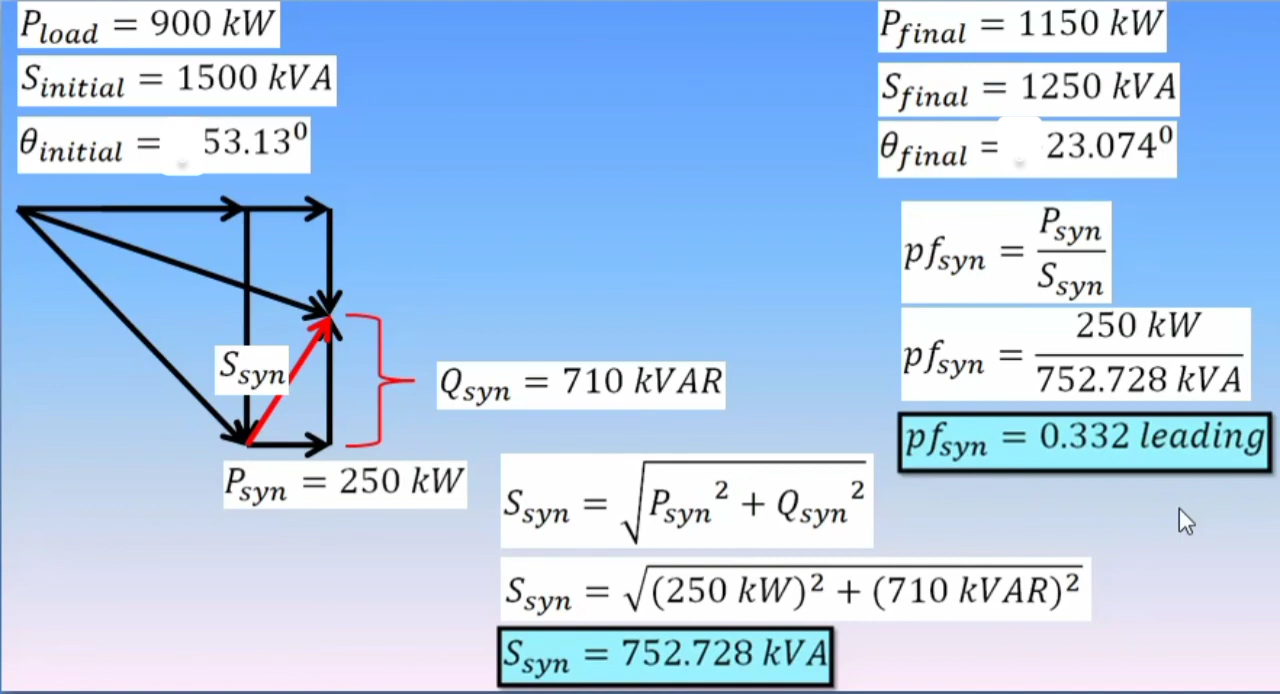 P_load = 900 kW
S_initial = 1500 kVA
θ_initial = 53.13⁰
S_syn
P_syn = 250 kW
Q_syn = 710 kVAR
S_syn = √(P_syn² + Q_syn²)
S_syn = √((250 kW)² + (710 kVAR)²)
S_syn = 752.728 kVA
P_final = 1150 kW
S_final = 1250 kVA
θ_final = 23.074⁰
pf_syn = P_syn / S_syn
pf_syn = 250 kW / 752.728 kVA
pf_syn = 0.332 leading